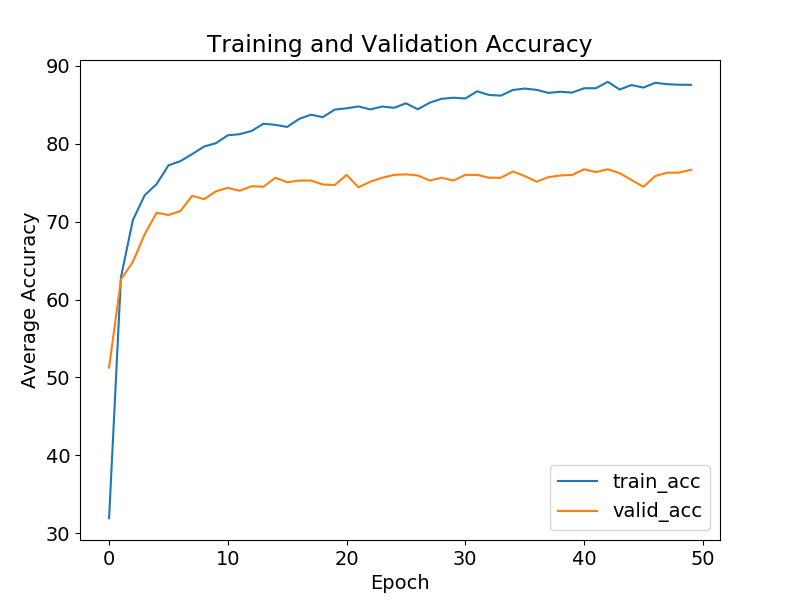 Training and Validation Accuracy
Average Accuracy
90
80
70
60
50
40
30
train_acc
valid_acc
0 10 20 30 40 50
Epoch